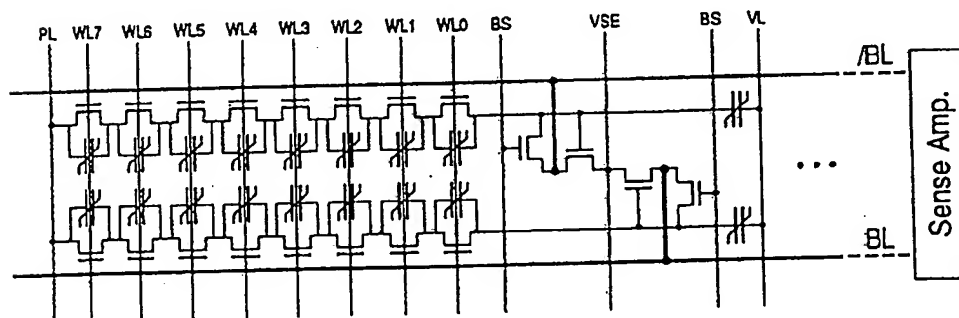 PL WL7 WL6 WL5 WL4 WL3 WL2 WL1 WL0 BS VSE BS VL
/BL
BL
Sense Amp.